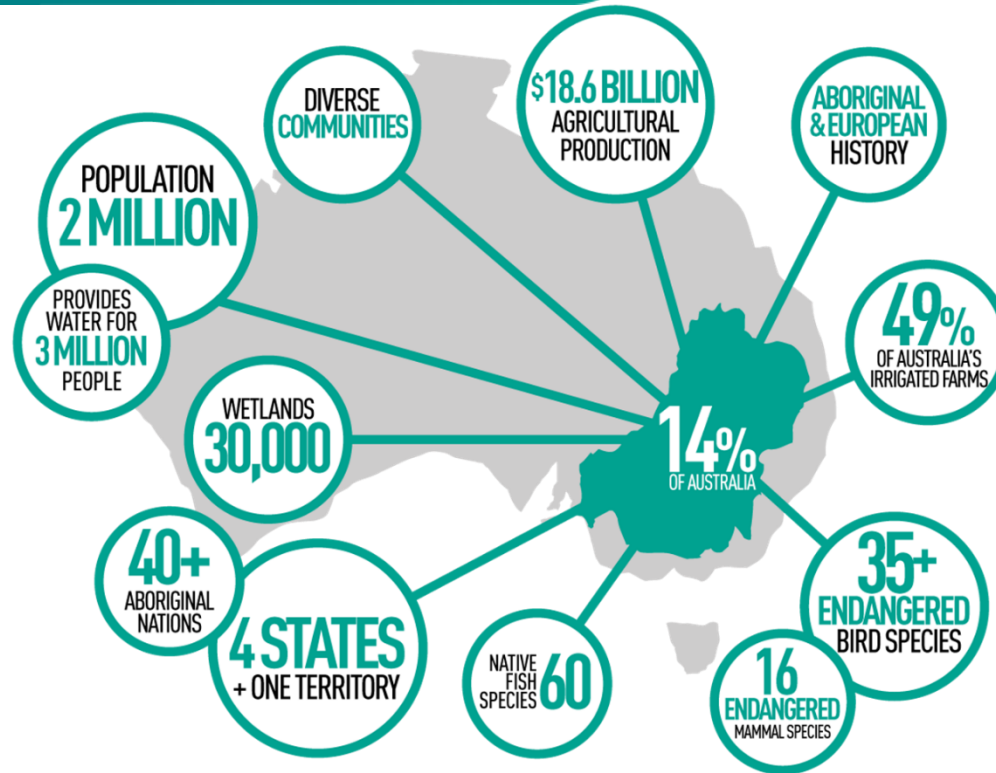 DIVERSE
COMMUNITIES
$18.6 BILLION
AGRICULTURAL
PRODUCTION
ABORIGINAL
& EUROPEAN
HISTORY
POPULATION
2 MILLION
PROVIDES
WATER FOR
3 MILLION
PEOPLE
49%
OF AUSTRALIA'S
IRRIGATED FARMS
WETLANDS
30,000
14%
OF AUSTRALIA
40+
ABORIGINAL
NATIONS
4 STATES
+ ONE TERRITORY
NATIVE
FISH
SPECIES 60
35+
ENDANGERED
BIRD SPECIES
16
ENDANGERED
MAMMAL SPECIES